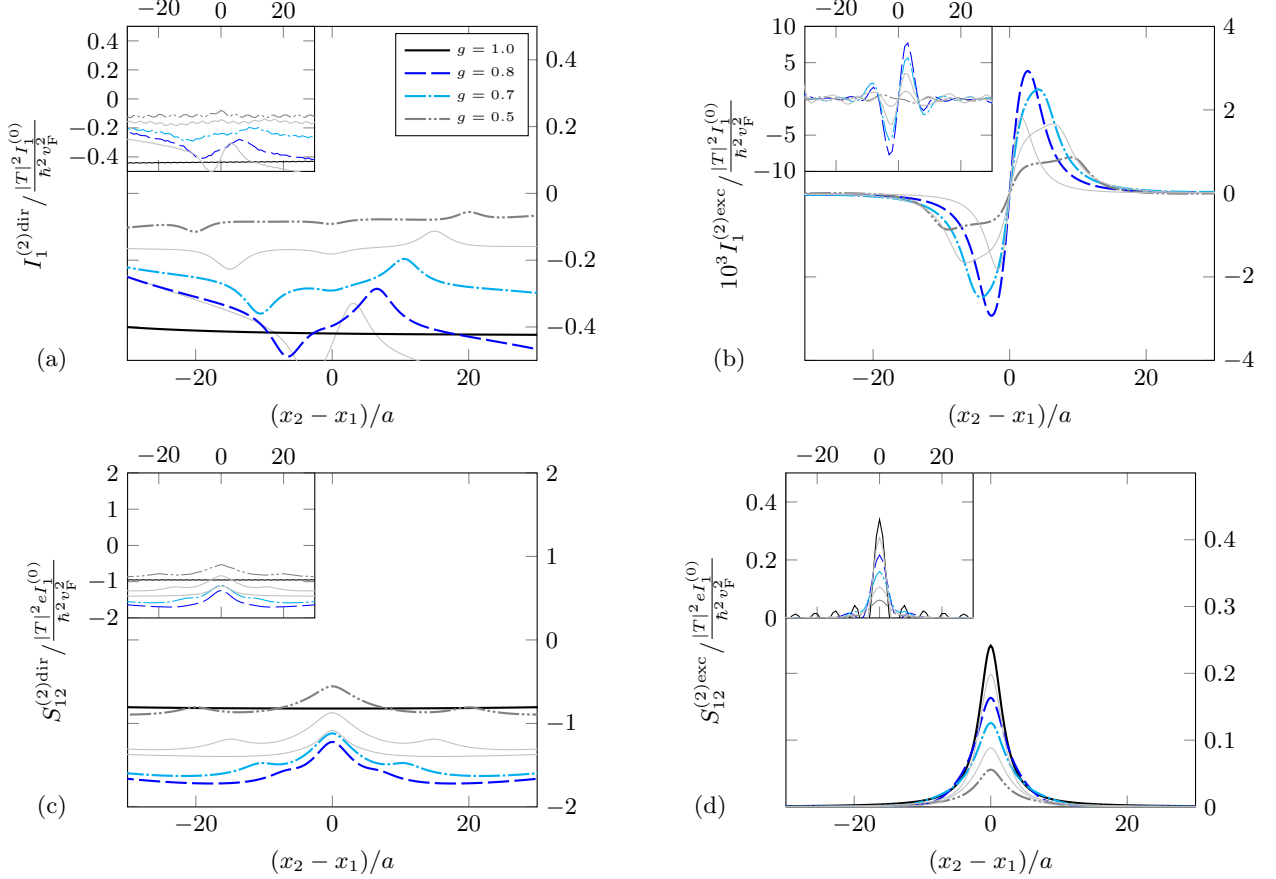 −20 0 20
0.4
0.2
0
−0.2
−0.4
g = 1.0
g = 0.8
g = 0.7
g = 0.5
0.4
0.2
0
−0.2
−0.4
I_1^{(2)dir} / \frac{|T|^2 I_1^{(0)}}{ħ^2 v_F^2}
(a)
−20 0 20
(x_2 − x_1)/a
−20 0 20
10
5
0
−5
−10
4
2
0
−2
−4
10^3 I_1^{(2)exc} / \frac{|T|^2 I_1^{(0)}}{ħ^2 v_F^2}
(b)
−20 0 20
(x_2 − x_1)/a
−20 0 20
2
1
0
−1
−2
2
1
0
−1
−2
S_{12}^{(2)dir} / \frac{|T|^2 e I_1^{(0)}}{ħ^2 v_F^2}
(c)
−20 0 20
(x_2 − x_1)/a
−20 0 20
0.4
0.2
0
0.4
0.3
0.2
0.1
0
S_{12}^{(2)exc} / \frac{|T|^2 e I_1^{(0)}}{ħ^2 v_F^2}
(d)
−20 0 20
(x_2 − x_1)/a